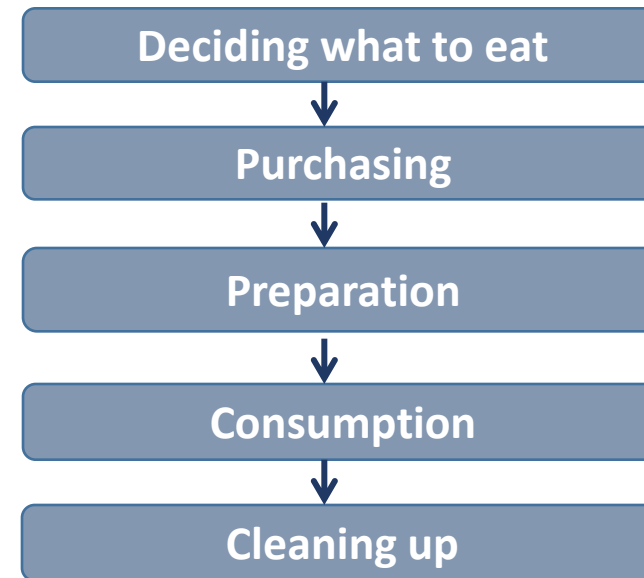 Deciding what to eat
Purchasing
Preparation
Consumption
Cleaning up